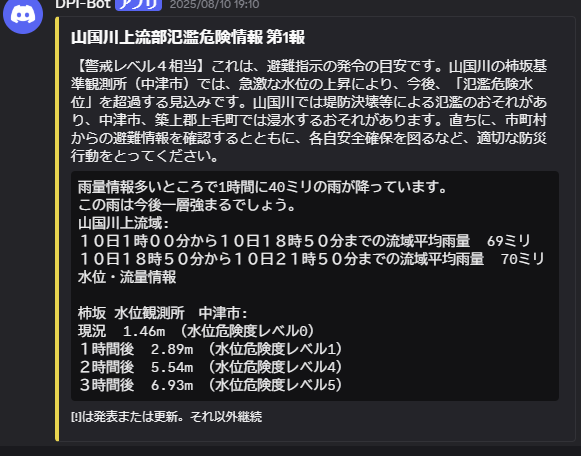 DPI-Bot アプリ 2025/08/10 19:10
山国川上流部氾濫危険情報 第1報
【警戒レベル４相当】これは、避難指示の発令の目安です。山国川の柿坂基
準観測所（中津市）では、急激な水位の上昇により、今後、「氾濫危険水
位」を超過する見込みです。山国川では堤防決壊等による氾濫のおそれがあ
り、中津市、築上郡上毛町では浸水するおそれがあります。直ちに、市町村
からの避難情報を確認するとともに、各自安全確保を図るなど、適切な防災
行動をとってください。
雨量情報多いところで1時間に40ミリの雨が降っています。
この雨は今後一層強まるでしょう。
山国川上流域:
１０日１時００分から１０日１８時５０分までの流域平均雨量 69ミリ
１０日１８時５０分から１０日２１時５０分までの流域平均雨量 70ミリ
水位・流量情報
柿坂 水位観測所 中津市:
現況 1.46m （水位危険度レベル0）
１時間後 2.89m （水位危険度レベル1）
２時間後 5.54m （水位危険度レベル4）
３時間後 6.93m （水位危険度レベル5）
[!]は発表または更新。それ以外継続